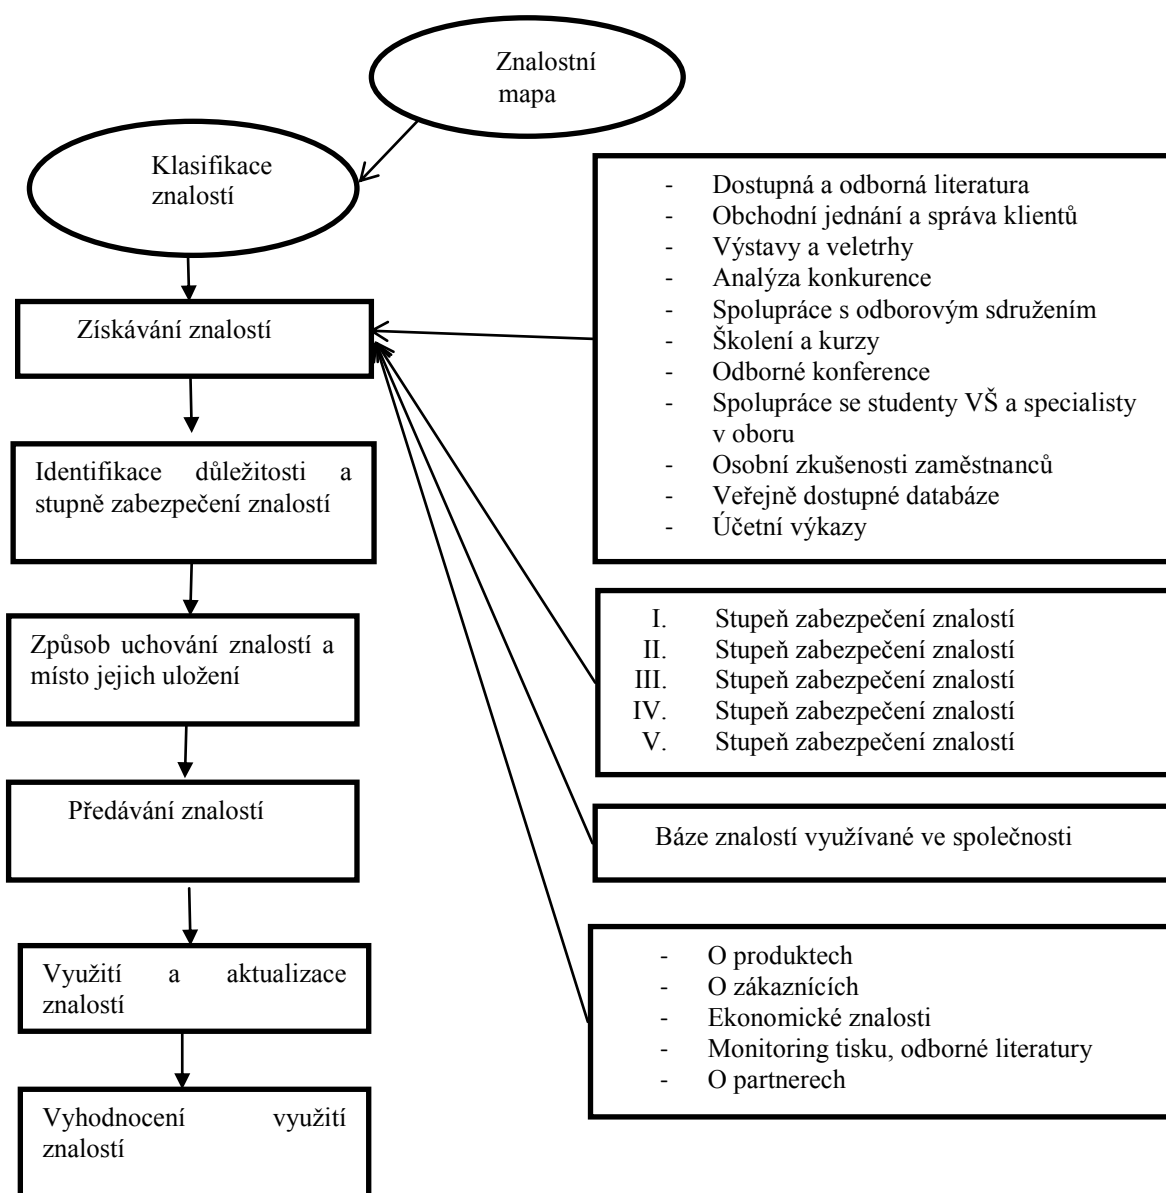 Znalostní
mapa
Klasifikace
znalostí
Získávání znalostí
Identifikace důležitosti a
stupně zabezpečení znalostí
Způsob uchování znalostí a
místo jejich uložení
Předávání znalostí
Využití a aktualizace
znalostí
Vyhodnocení využití
znalostí
- Dostupná a odborná literatura
- Obchodní jednání a správa klientů
- Výstavy a veletrhy
- Analýza konkurence
- Spolupráce s odborovým sdružením
- Školení a kurzy
- Odborné konference
- Spolupráce se studenty VŠ a specialisty
v oboru
- Osobní zkušenosti zaměstnanců
- Veřejně dostupné databáze
- Účetní výkazy
I. Stupeň zabezpečení znalostí
II. Stupeň zabezpečení znalostí
III. Stupeň zabezpečení znalostí
IV. Stupeň zabezpečení znalostí
V. Stupeň zabezpečení znalostí
Báze znalostí využívané ve společnosti
- O produktech
- O zákaznících
- Ekonomické znalosti
- Monitoring tisku, odborné literatury
- O partnerech